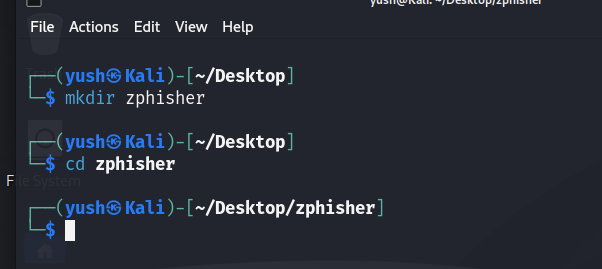 yush@Kali: ~/Desktop/zphisher
File Actions Edit View Help
┌──(yush㉿Kali)-[~/Desktop]
└─$ mkdir zphisher
┌──(yush㉿Kali)-[~/Desktop]
└─$ cd zphisher
File System
┌──(yush㉿Kali)-[~/Desktop/zphisher]
└─$